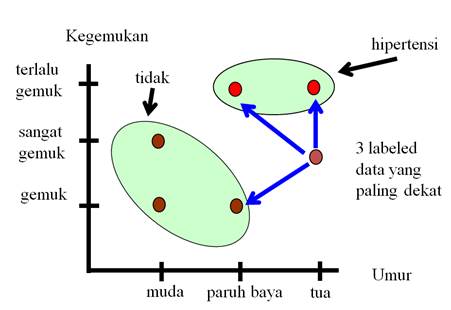 Kegemukan
hipertensi
terlalu
gemuk
tidak
sangat
gemuk
3 labeled
data yang
paling dekat
gemuk
Umur
muda
paruh baya
tua